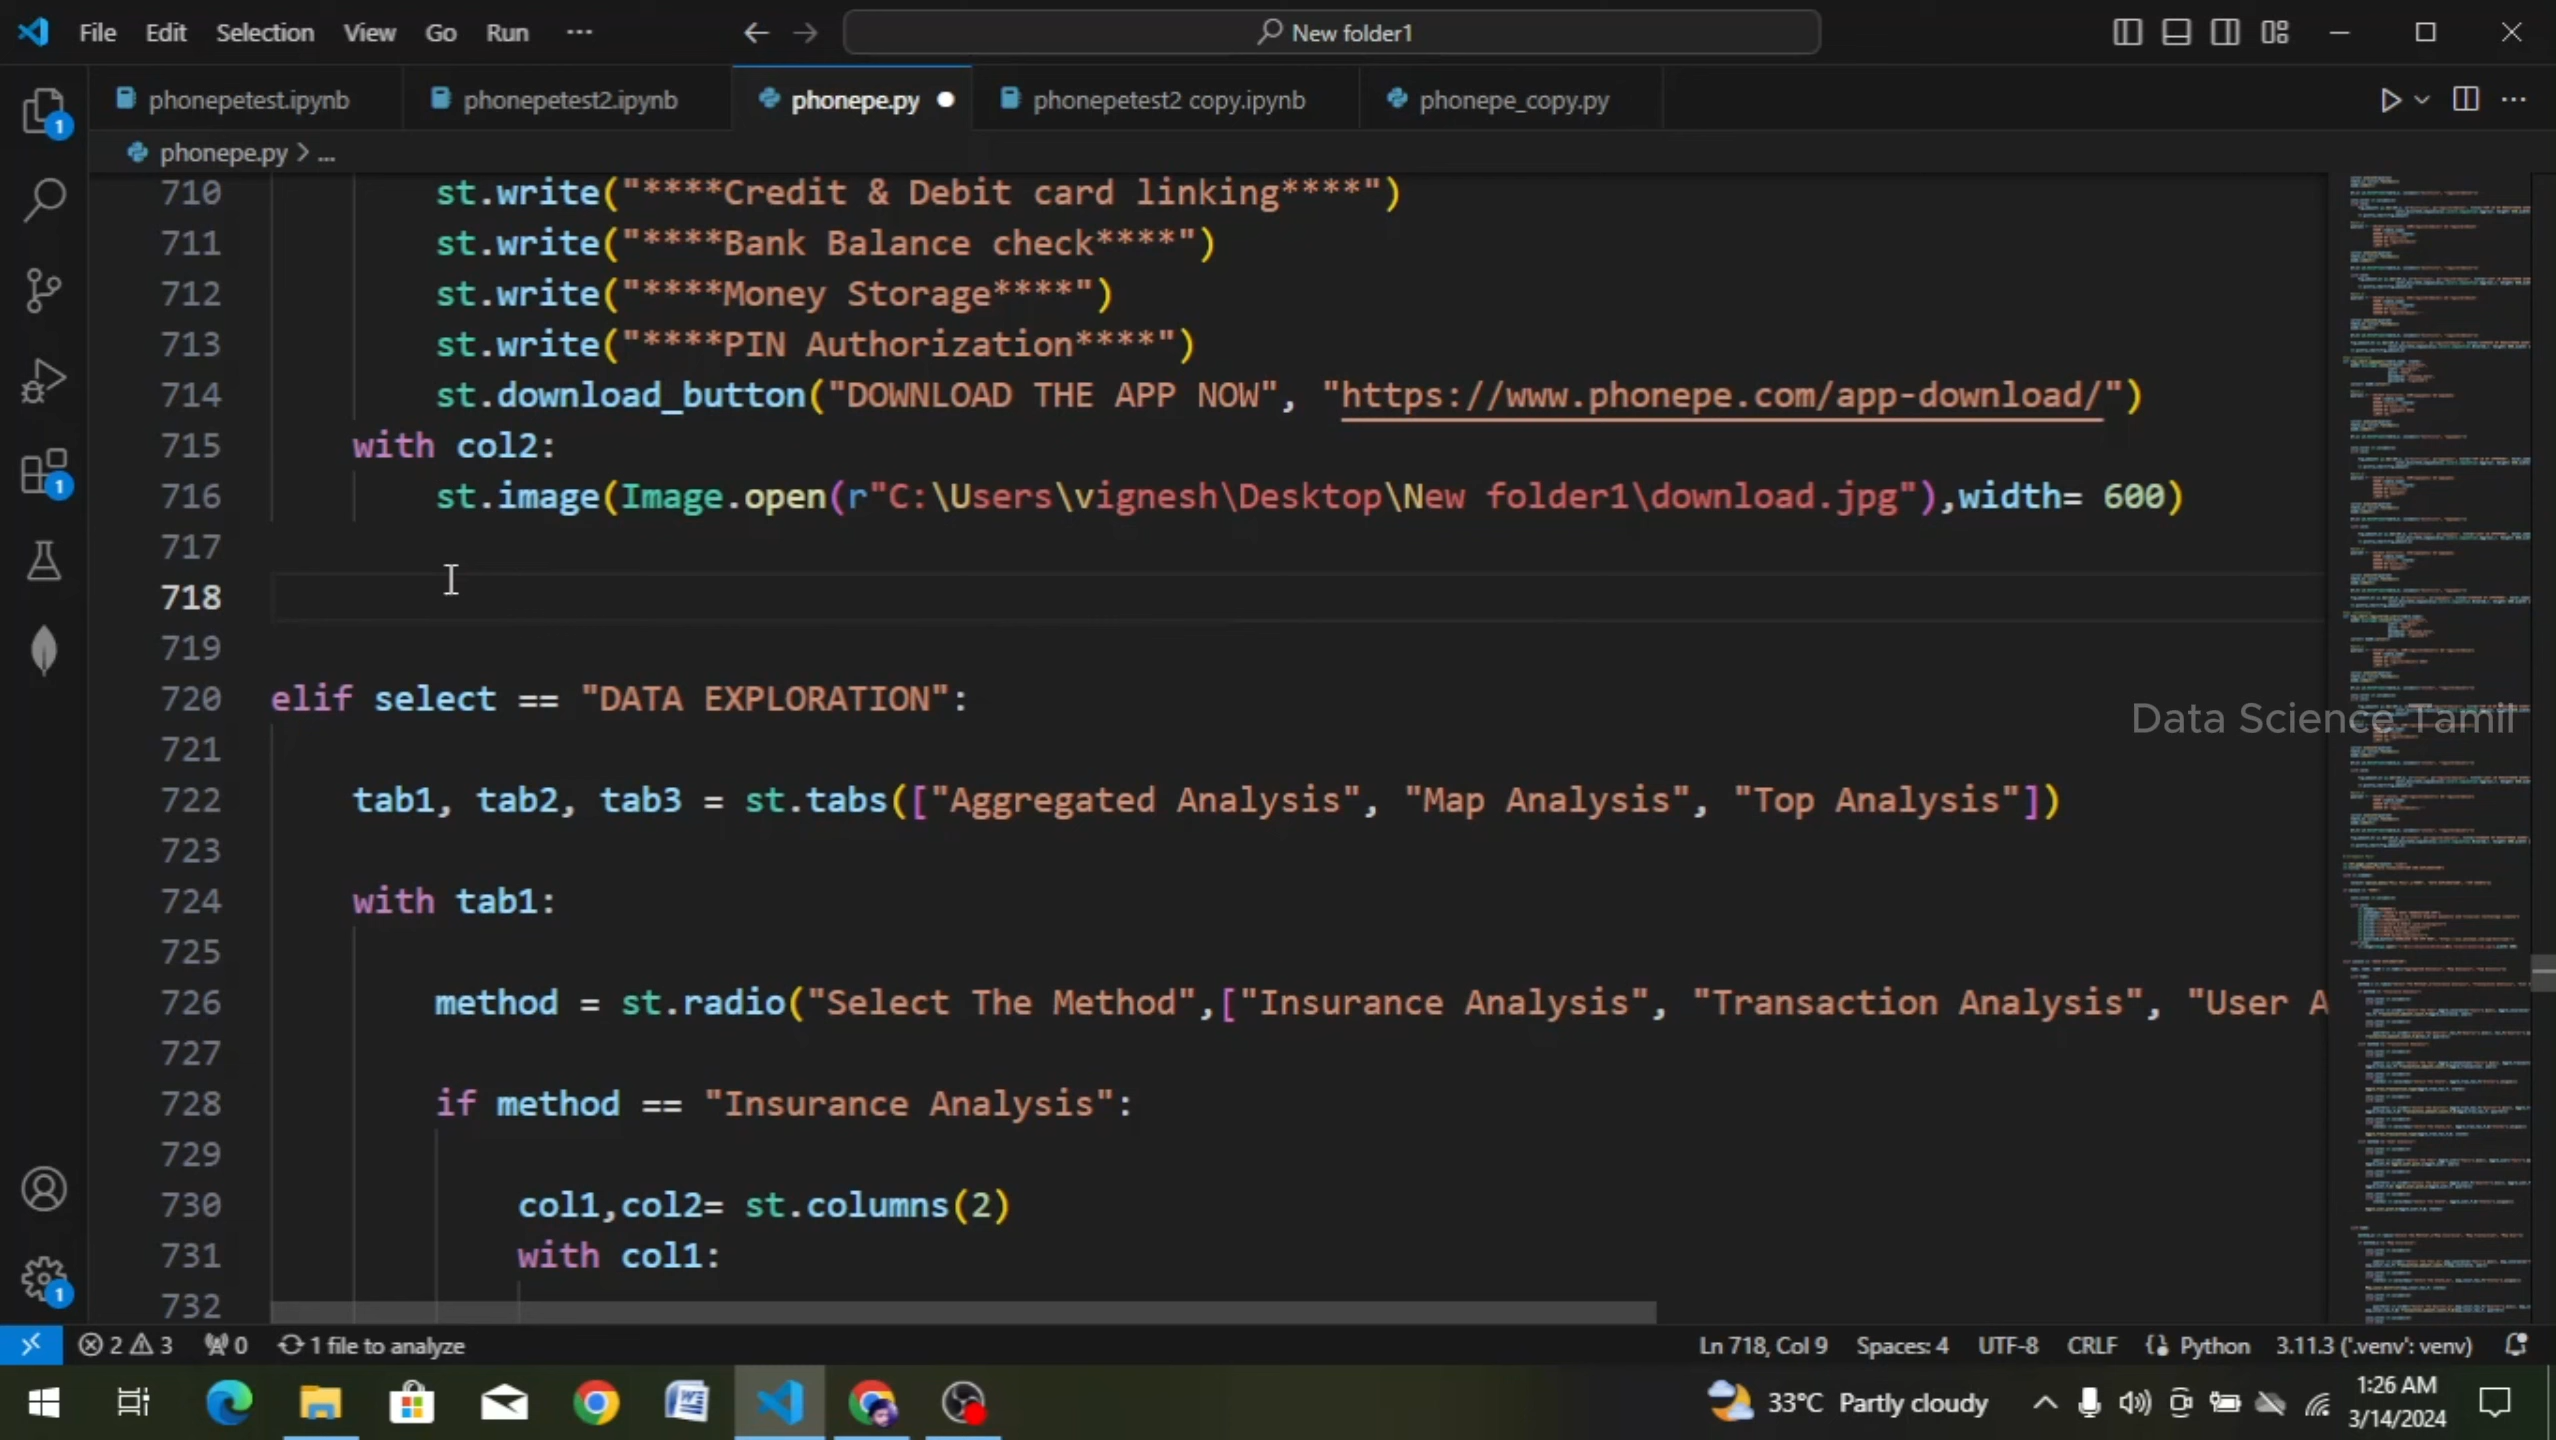 File Edit Selection View Go Run ··· New folder1
phonepetest.ipynb phonepetest2.ipynb phonepe.py phonepetest2 copy.ipynb phonepe_copy.py
phonepe.py > ...
710 st.write("****Credit & Debit card linking****")
711 st.write("****Bank Balance check****")
712 st.write("****Money Storage****")
713 st.write("****PIN Authorization****")
714 st.download_button("DOWNLOAD THE APP NOW", "https://www.phonepe.com/app-download/")
715 with col2:
716 st.image(Image.open(r"C:\Users\vignesh\Desktop\New folder1\download.jpg"),width= 600)
717
718
719
720 elif select == "DATA EXPLORATION":
Data Science Tamil
721
722 tab1, tab2, tab3 = st.tabs(["Aggregated Analysis", "Map Analysis", "Top Analysis"])
723
724 with tab1:
725
726 method = st.radio("Select The Method",["Insurance Analysis", "Transaction Analysis", "User A
727
728 if method == "Insurance Analysis":
729
730 col1,col2= st.columns(2)
731 with col1:
732
2 3 0 1 file to analyze Ln 718, Col 9 Spaces: 4 UTF-8 CRLF Python 3.11.3 ('.venv': venv)
33°C Partly cloudy 1:26 AM
3/14/2024